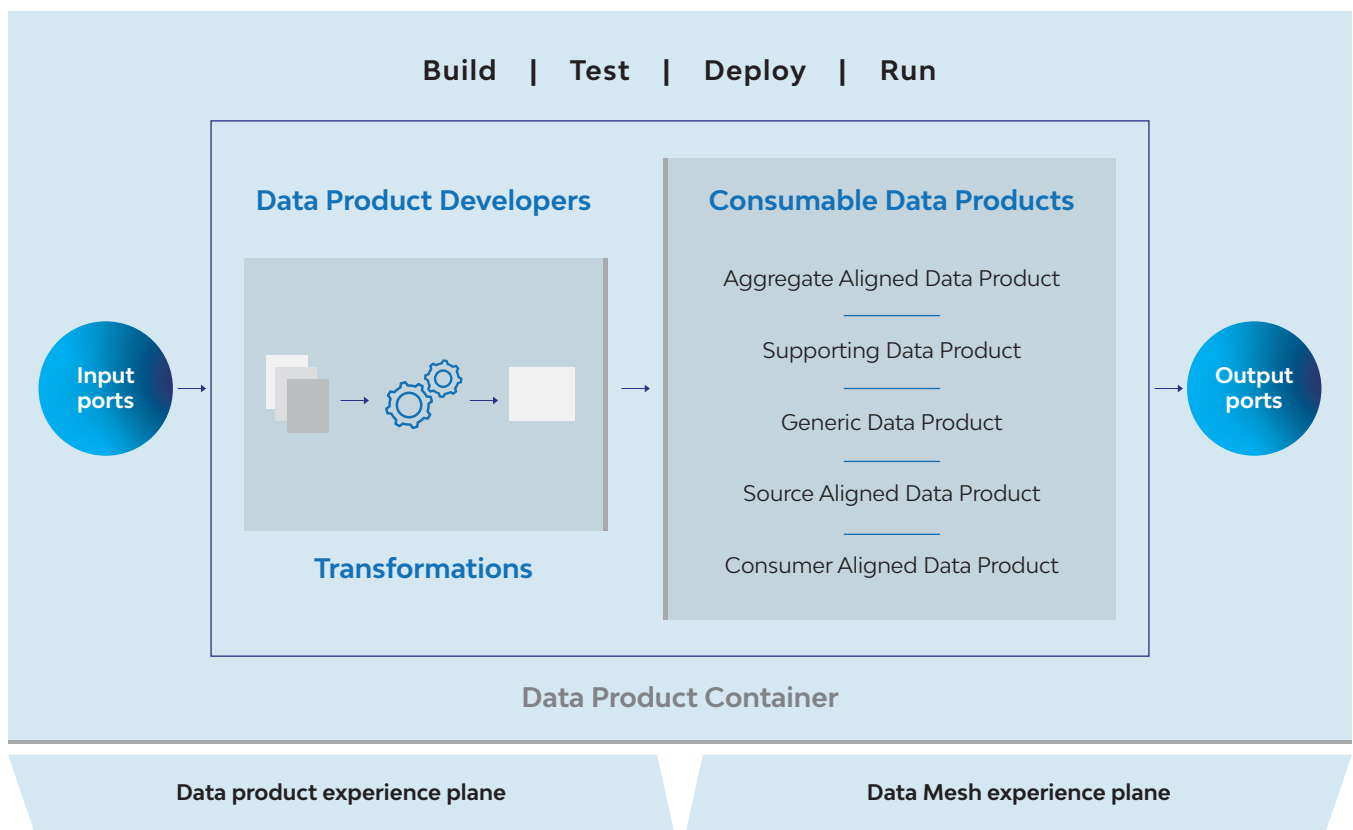 Build | Test | Deploy | Run
Data Product Developers
Consumable Data Products
Aggregate Aligned Data Product
Supporting Data Product
Generic Data Product
Source Aligned Data Product
Consumer Aligned Data Product
Input
ports
Output
ports
Transformations
Data Product Container
Data product experience plane
Data Mesh experience plane